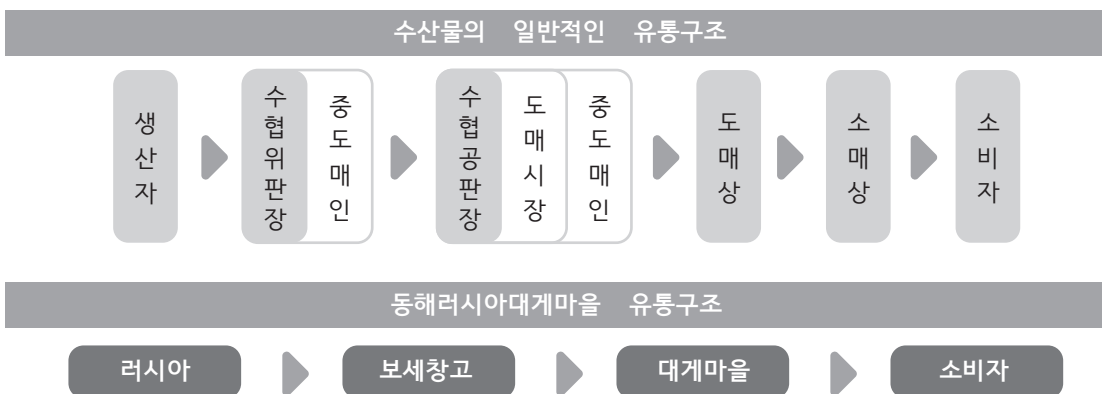 수산물의 일반적인 유통구조
생산자
수협위판장
중도매인
수협공판장
도매시장
중도매인
도매상
소매상
소비자
동해러시아대게마을 유통구조
러시아
보세창고
대게마을
소비자